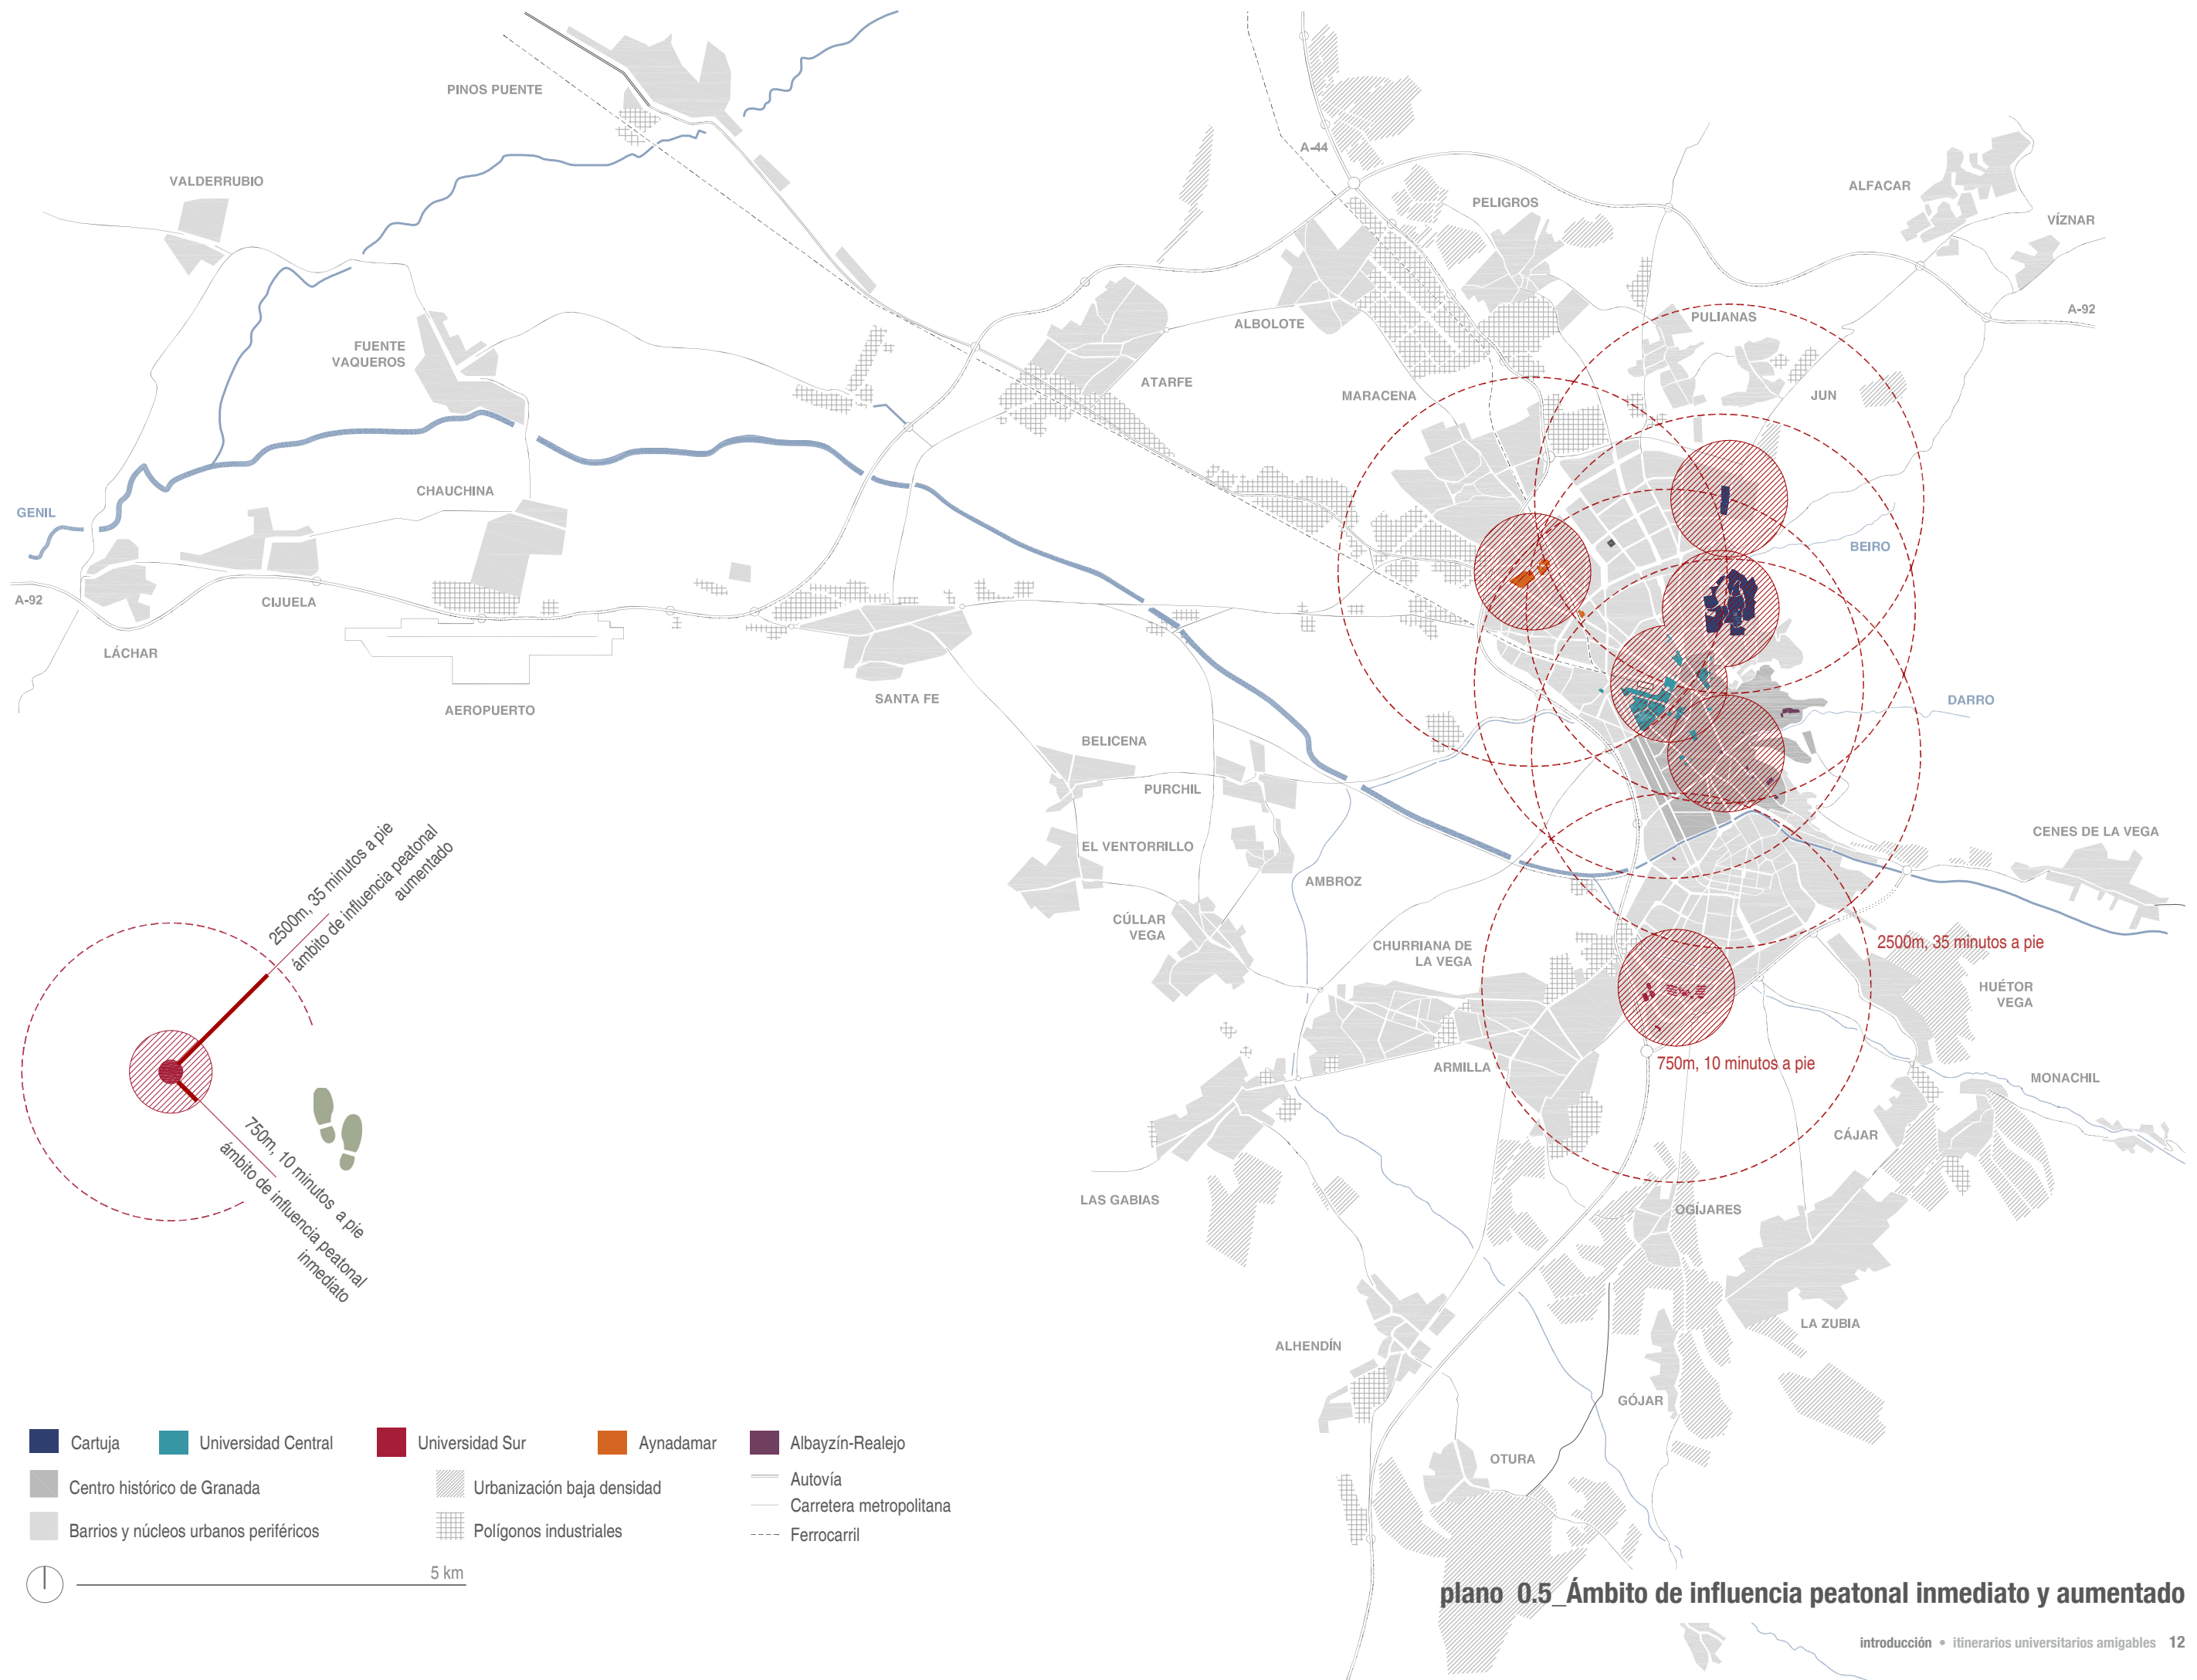 PINOS PUENTE
A-44
VALDERRUBIO
ALFACAR
PELIGROS
VÍZNAR
A-92
PULIANAS
ALBOLOTE
FUENTE
VAQUEROS
ATARFE
MARACENA
JUN
CHAUCHINA
GENIL
BEIRO
A-92
CIJUELA
LÁCHAR
SANTA FE
DARRO
AEROPUERTO
BELICENA
PURCHIL
CENES DE LA VEGA
EL VENTORRILLO
AMBROZ
CÚLLAR
VEGA
CHURRIANA DE
LA VEGA
2500m, 35 minutos a pie
HUÉTOR
VEGA
ARMILLA
750m, 10 minutos a pie
MONACHIL
CÁJAR
LAS GABIAS
OGÍJARES
LA ZUBIA
ALHENDÍN
GÓJAR
OTURA
2500m, 35 minutos a pie
ámbito de influencia peatonal
aumentado
750m, 10 minutos a pie
ámbito de influencia peatonal
inmediato
Cartuja
Universidad Central
Universidad Sur
Aynadamar
Albayzín-Realejo
Centro histórico de Granada
Urbanización baja densidad
Autovía
Carretera metropolitana
Barrios y núcleos urbanos periféricos
Polígonos industriales
Ferrocarril
5 km
plano 0.5_Ámbito de influencia peatonal inmediato y aumentado
introducción • itinerarios universitarios amigables 12